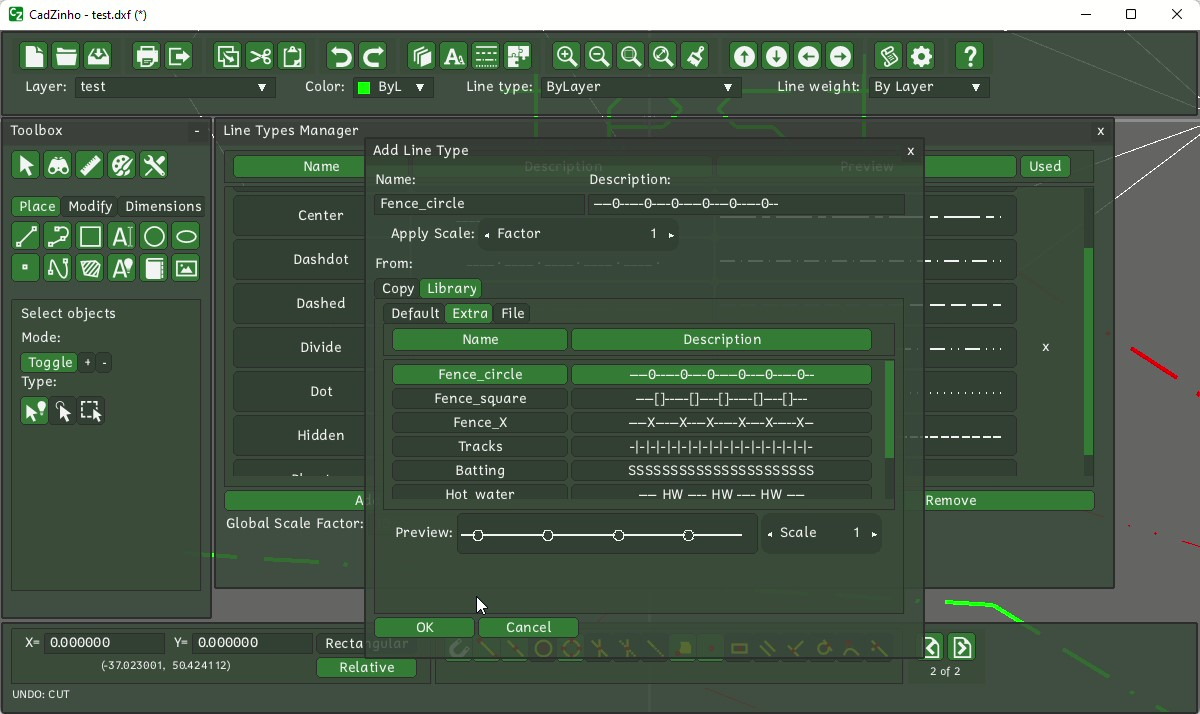 CadZinho - test.dxf (*)
Layer: test Color: ByL Line type: ByLayer Line weight: By Layer
Toolbox -
Line Types Manager x
Add Line Type x
Name Description Preview Used
Name: Description:
Fence_circle ──0────0───0────0───0────0──
Place Modify Dimensions
Center
Apply Scale: Factor 1
Dashdot
From:
Copy Library
Dashed
Default Extra File
Select objects
Mode:
Toggle + -
Type:
Name Description
Divide x
Fence_circle ──0────0───0────0───0────0──
Dot
Fence_square ──[]────[]───[]────[]───[]───
Fence_X ──X────X───X────X───X────X─
Hidden
Tracks -|-|-|-|-|-|-|-|-|-|-|-|-|-|-
Batting SSSSSSSSSSSSSSSSSSSSSS
Hot_water ── HW ─── HW ─── HW ───
Remove
Global Scale Factor:
Preview: Scale 1
OK Cancel
X= 0.000000 Y= 0.000000 Rectangular
(-37.023001, 50.424112) Relative
2 of 2
UNDO: CUT